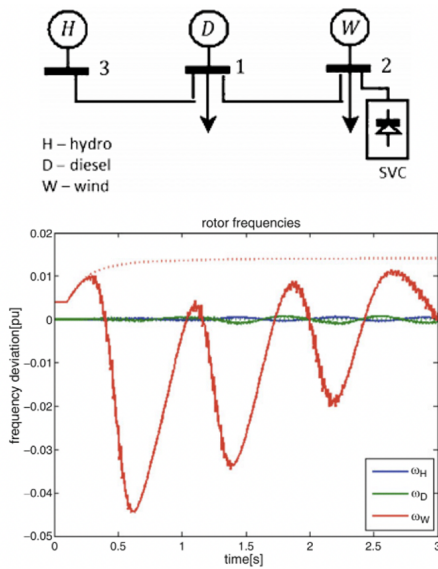 H D W
3 1 2
H – hydro
D – diesel
W – wind
SVC
rotor frequencies
frequency deviation[pu]
0.02
0.01
0
-0.01
-0.02
-0.03
-0.04
-0.05
ωH
ωD
ωW
0 0.5 1 1.5 2 2.5 3
time[s]